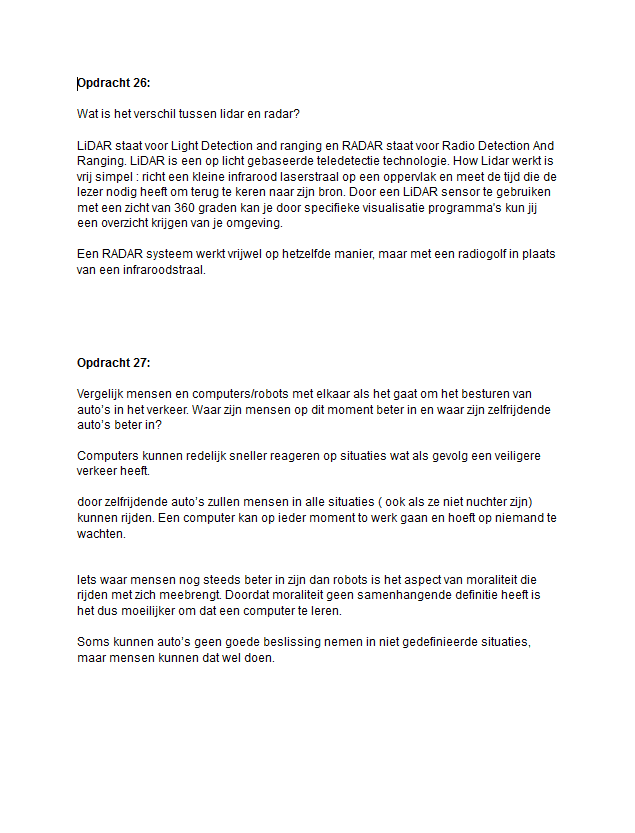 Opdracht 26:
Wat is het verschil tussen lidar en radar?
LiDAR staat voor Light Detection and ranging en RADAR staat voor Radio Detection And
Ranging. LiDAR is een op licht gebaseerde teledetectie technologie. How Lidar werkt is
vrij simpel : richt een kleine infrarood laserstraal op een oppervlak en meet de tijd die de
lezer nodig heeft om terug te keren naar zijn bron. Door een LiDAR sensor te gebruiken
met een zicht van 360 graden kan je door specifieke visualisatie programma's kun jij
een overzicht krijgen van je omgeving.
Een RADAR systeem werkt vrijwel op hetzelfde manier, maar met een radiogolf in plaats
van een infraroodstraal.
Opdracht 27:
Vergelijk mensen en computers/robots met elkaar als het gaat om het besturen van
auto’s in het verkeer. Waar zijn mensen op dit moment beter in en waar zijn zelfrijdende
auto’s beter in?
Computers kunnen redelijk sneller reageren op situaties wat als gevolg een veiligere
verkeer heeft.
door zelfrijdende auto’s zullen mensen in alle situaties ( ook als ze niet nuchter zijn)
kunnen rijden. Een computer kan op ieder moment to werk gaan en hoeft op niemand te
wachten.
Iets waar mensen nog steeds beter in zijn dan robots is het aspect van moraliteit die
rijden met zich meebrengt. Doordat moraliteit geen samenhangende definitie heeft is
het dus moeilijker om dat een computer te leren.
Soms kunnen auto’s geen goede beslissing nemen in niet gedefinieerde situaties,
maar mensen kunnen dat wel doen.